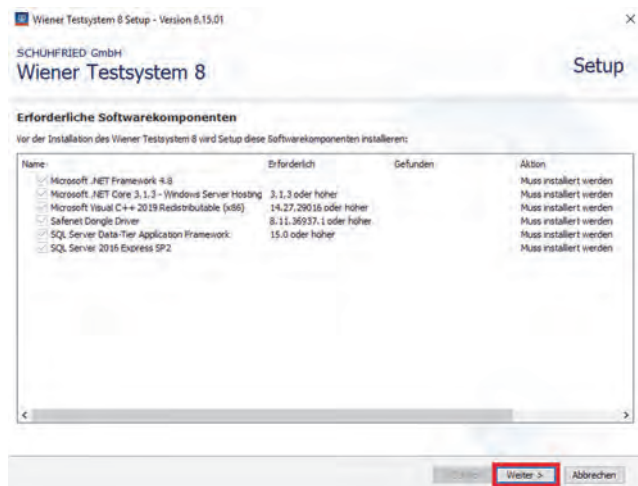 Wiener Testsystem 8 Setup - Version 8.15.01
SCHUHFRIED GmbH
Wiener Testsystem 8
Setup
Erforderliche Softwarekomponenten
Vor der Installation des Wiener Testsystem 8 wird Setup diese Softwarekomponenten installieren:
Name Erforderlich Gefunden Aktion
Microsoft .NET Framework 4.8 Muss installiert werden
Microsoft .NET Core 3.1.3 - Windows Server Hosting 3.1.3 oder höher Muss installiert werden
Microsoft Visual C++ 2019 Redistributable (x86) 14.27.29016 oder höher Muss installiert werden
Safenet Dongle Driver 8.11.36937.1 oder höher Muss installiert werden
SQL Server Data-Tier Application Framework 15.0 oder höher Muss installiert werden
SQL Server 2016 Express SP2 Muss installiert werden
Weiter > Abbrechen